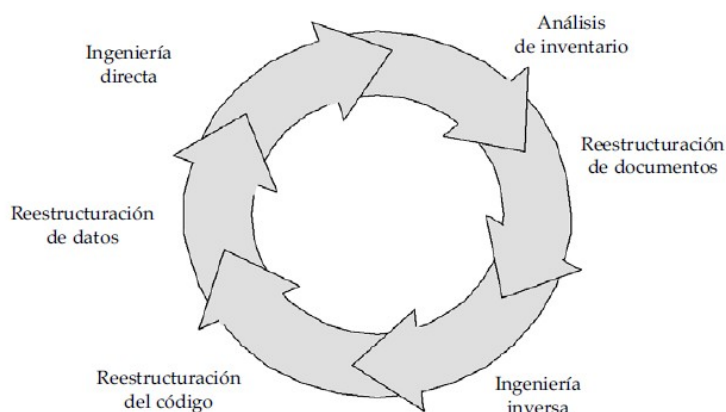 Análisis
de inventario
Reestructuración
de documentos
Ingeniería
inversa
Reestructuración
del código
Reestructuración
de datos
Ingeniería
directa